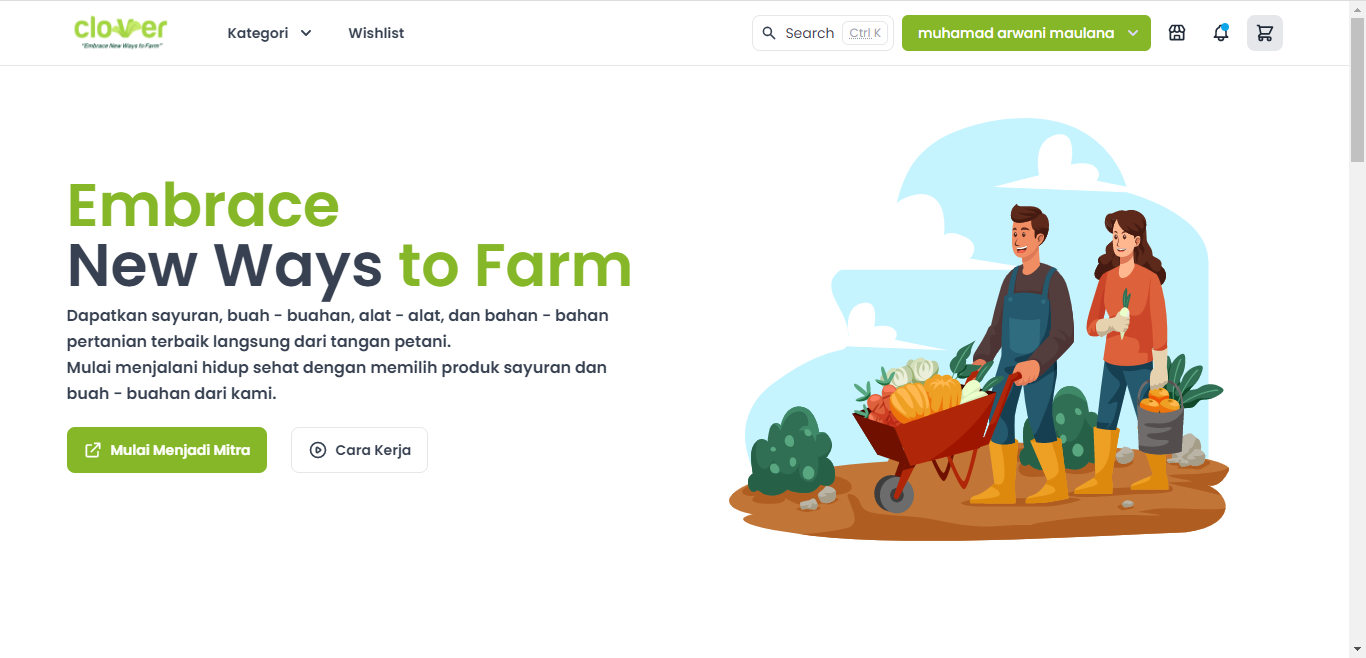 clover
"Embrace New Ways to Farm"
Kategori
Wishlist
Search
Ctrl K
muhamad arwani maulana
Embrace
New Ways to Farm
Dapatkan sayuran, buah - buahan, alat - alat, dan bahan - bahan
pertanian terbaik langsung dari tangan petani.
Mulai menjalani hidup sehat dengan memilih produk sayuran dan
buah - buahan dari kami.
Mulai Menjadi Mitra
Cara Kerja